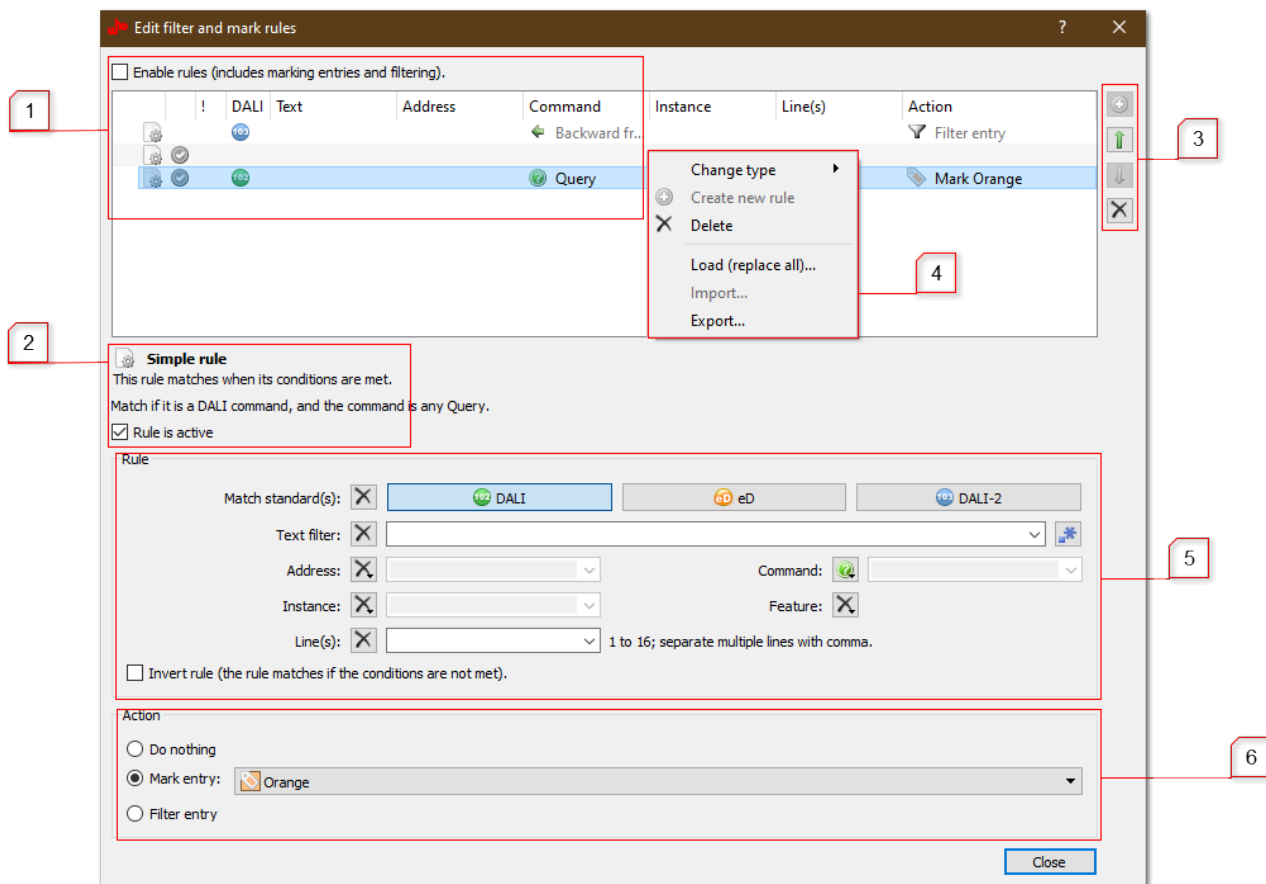 Edit filter and mark rules
?
Enable rules (includes marking entries and filtering).
1
! DALI Text Address Command Instance Line(s) Action
103 Backward fr... Filter entry
3
102 ? Query Mark Orange
Change type
Create new rule
Delete
Load (replace all)...
4
Import...
Export...
2
Simple rule
This rule matches when its conditions are met.
Match if it is a DALI command, and the command is any Query.
Rule is active
Rule
Match standard(s): 102 DALI eD eD 103 DALI-2
Text filter:
5
Address: Command: ?
Instance: Feature:
Line(s): 1 to 16; separate multiple lines with comma.
Invert rule (the rule matches if the conditions are not met).
Action
Do nothing
6
Mark entry: Orange
Filter entry
Close